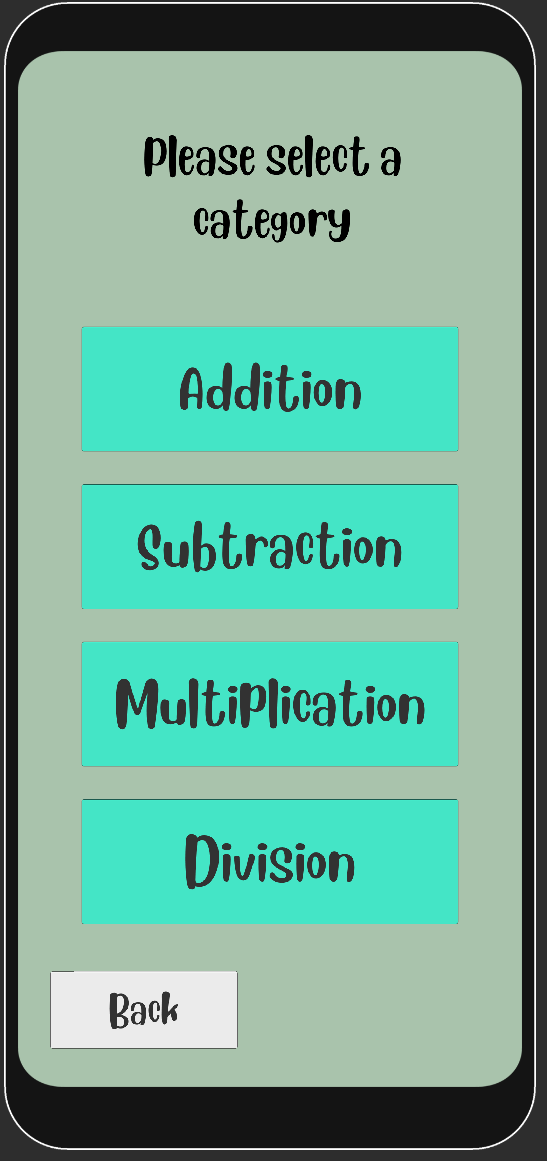 Please select a
category
Addition
Subtraction
Multiplication
Division
Back